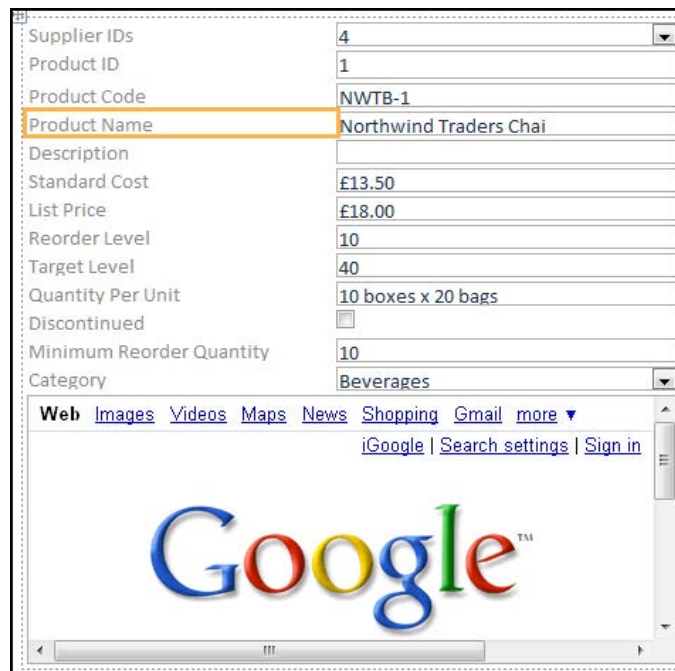 Supplier IDs 4
Product ID 1
Product Code NWTB-1
Product Name Northwind Traders Chai
Description
Standard Cost £13.50
List Price £18.00
Reorder Level 10
Target Level 40
Quantity Per Unit 10 boxes x 20 bags
Discontinued
Minimum Reorder Quantity 10
Category Beverages
Web Images Videos Maps News Shopping Gmail more ▼
iGoogle | Search settings | Sign in
Google™